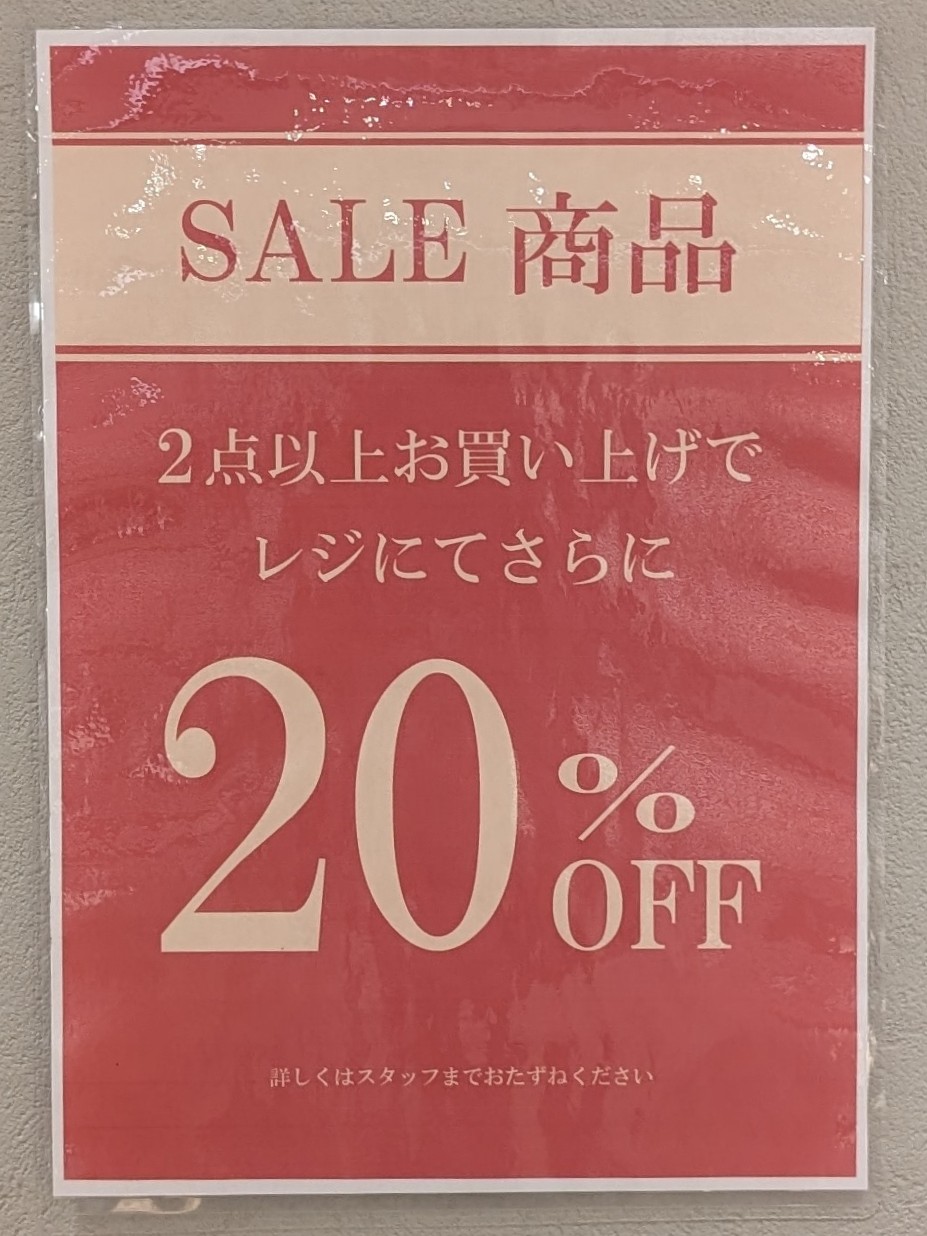 SALE 商品
2点以上お買い上げで
レジにてさらに
20%
OFF
詳しくはスタッフまでおたずねください